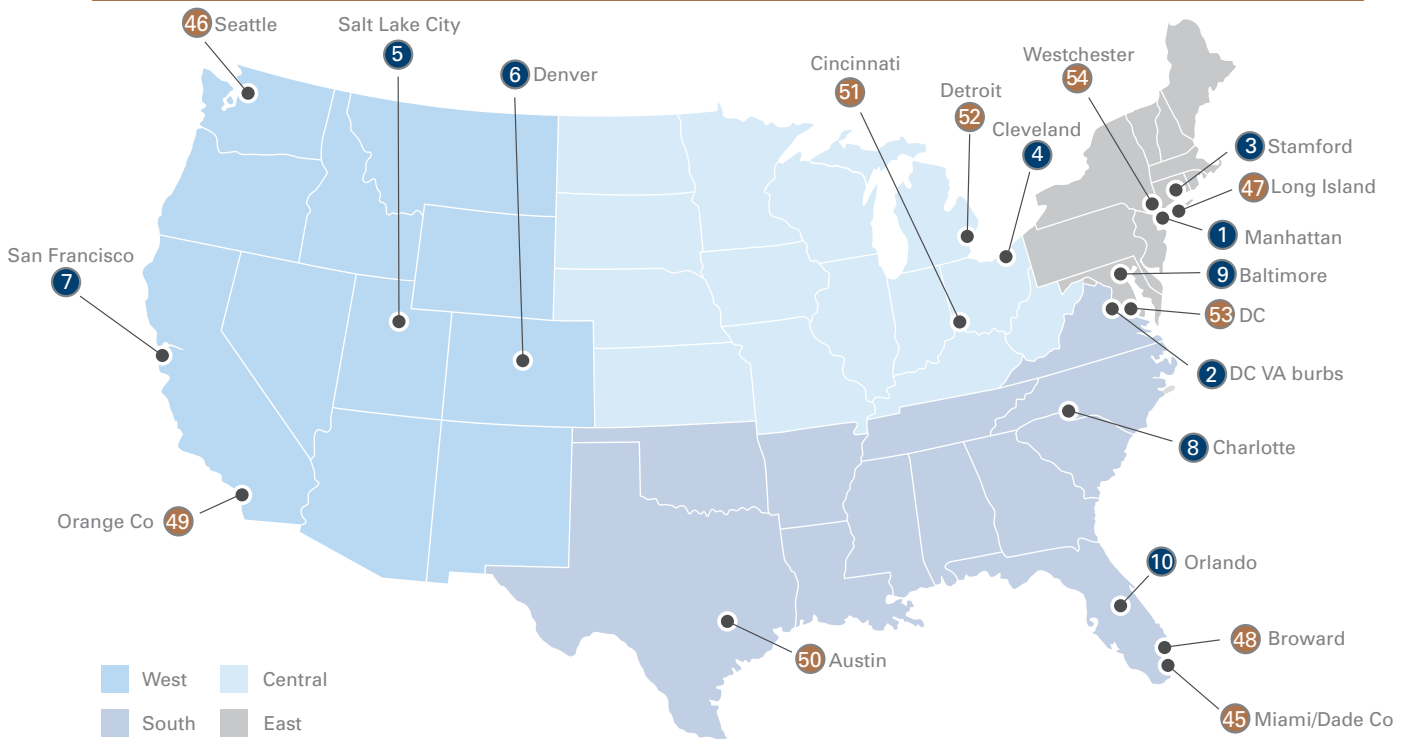 46 Seattle
Salt Lake City
5
6 Denver
Cincinnati
51
Detroit
52
Westchester
54
Cleveland
4
3 Stamford
47 Long Island
1 Manhattan
San Francisco
7
9 Baltimore
53 DC
2 DC VA burbs
8 Charlotte
Orange Co 49
10 Orlando
48 Broward
50 Austin
45 Miami/Dade Co
West
Central
South
East